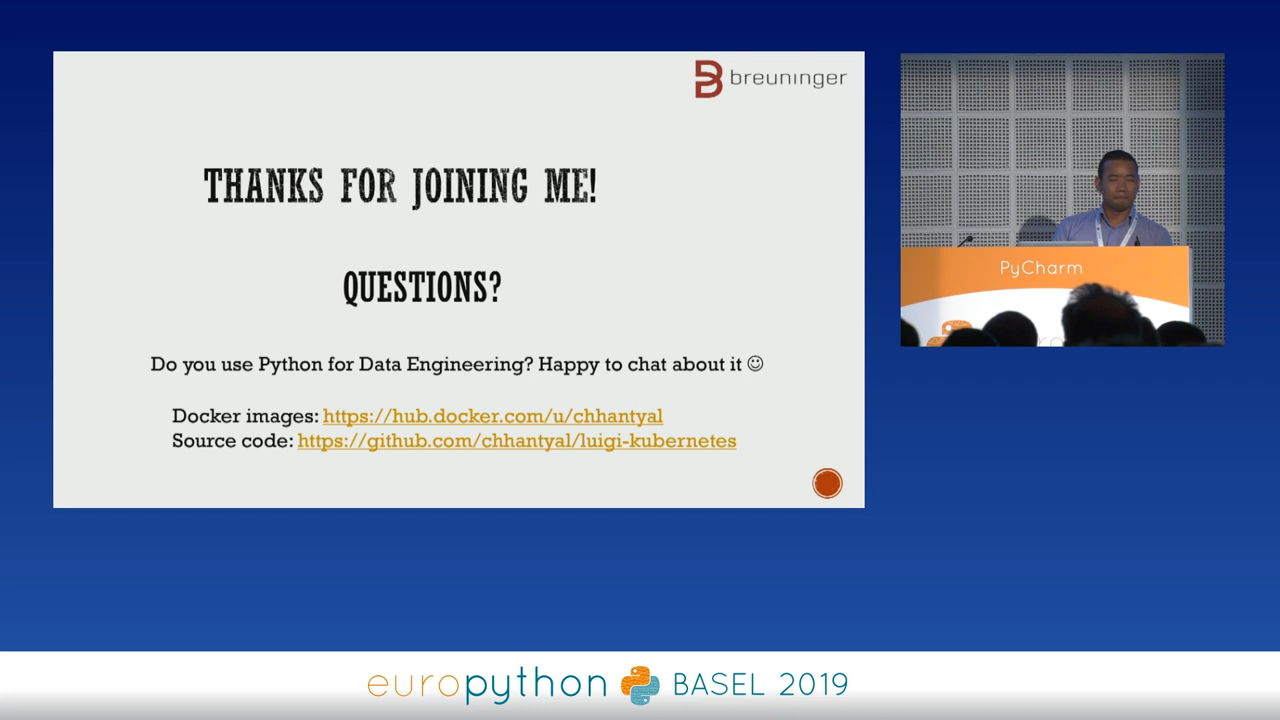 breuninger
THANKS FOR JOINING ME!
QUESTIONS?
Do you use Python for Data Engineering? Happy to chat about it ☺
Docker images: https://hub.docker.com/u/chhantyal
Source code: https://github.com/chhantyal/luigi-kubernetes
PyCharm
europython BASEL 2019